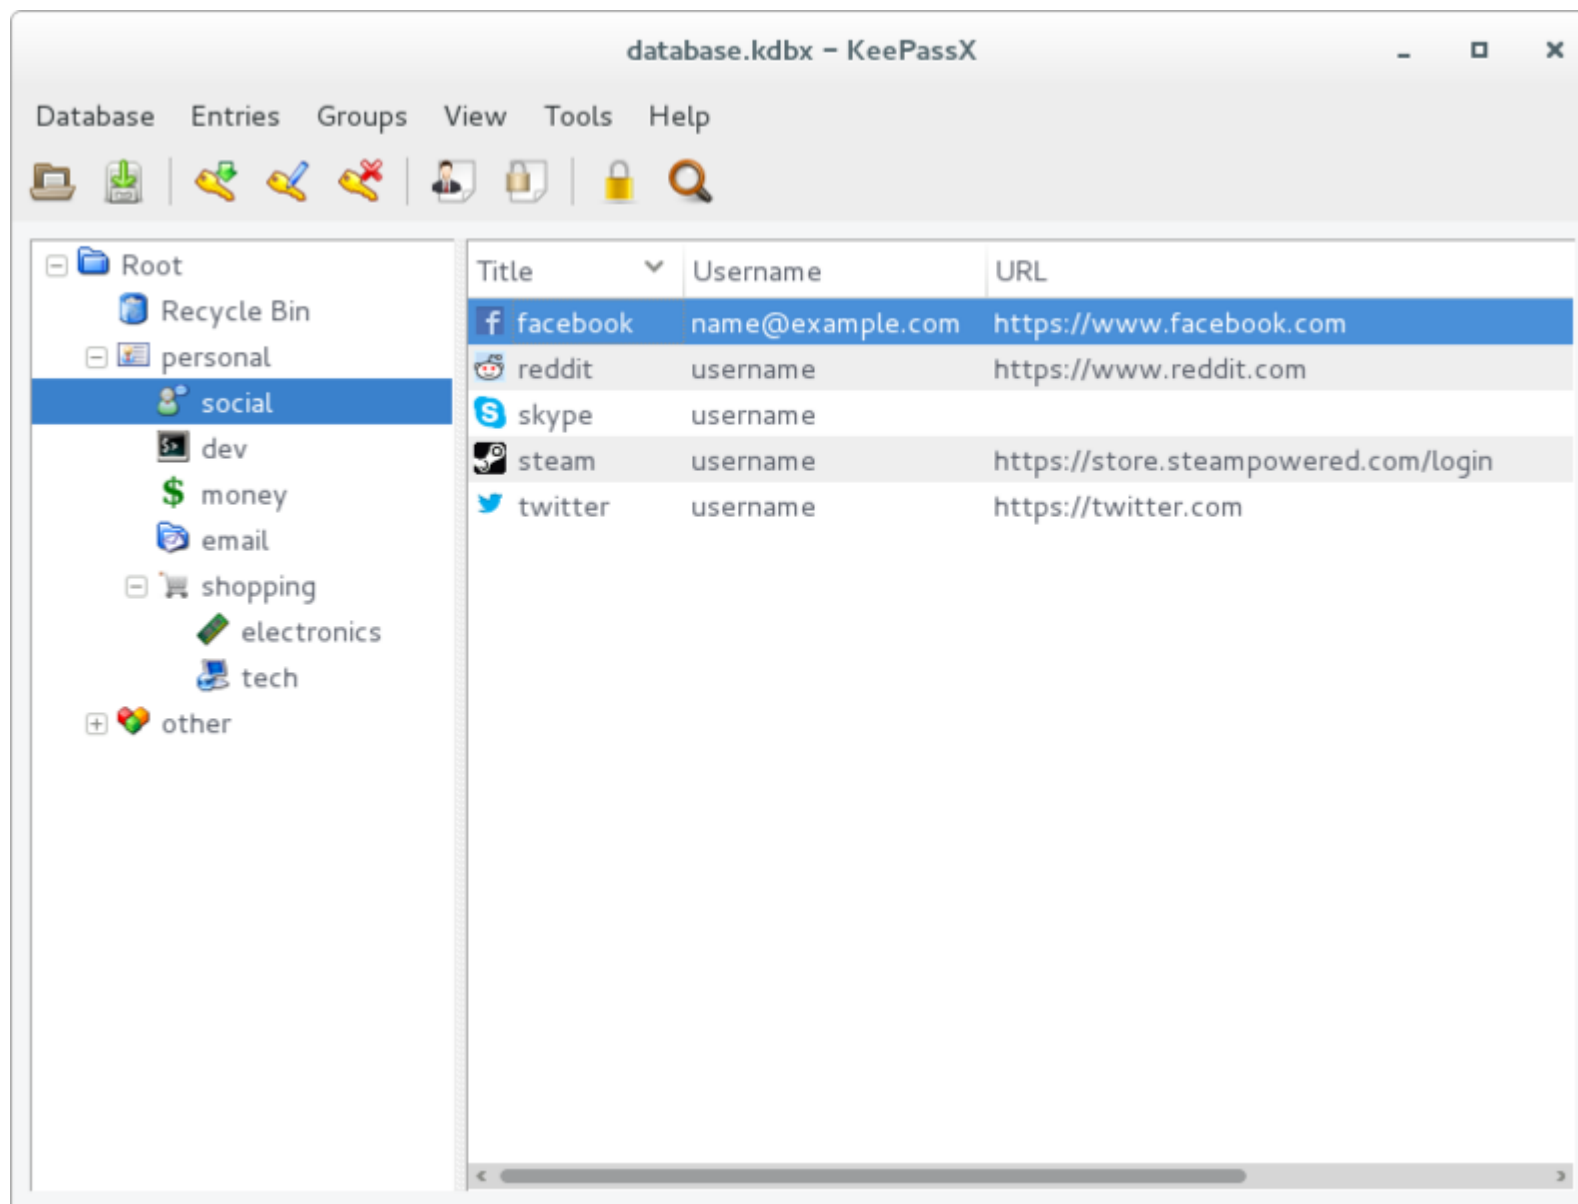 database.kdbx – KeePassX
Database Entries Groups View Tools Help
Root
Recycle Bin
personal
social
dev
money
email
shopping
electronics
tech
other
Title Username URL
facebook name@example.com https://www.facebook.com
reddit username https://www.reddit.com
skype username
steam username https://store.steampowered.com/login
twitter username https://twitter.com